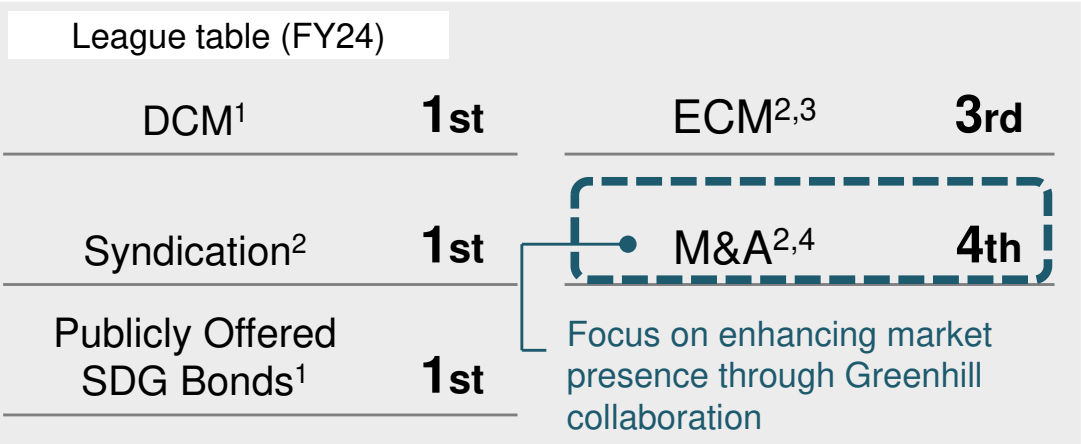 League table (FY24)
DCM1 1st
ECM2,3 3rd
Syndication2 1st
M&A2,4 4th
Publicly Offered
SDG Bonds1 1st
Focus on enhancing market
presence through Greenhill
collaboration